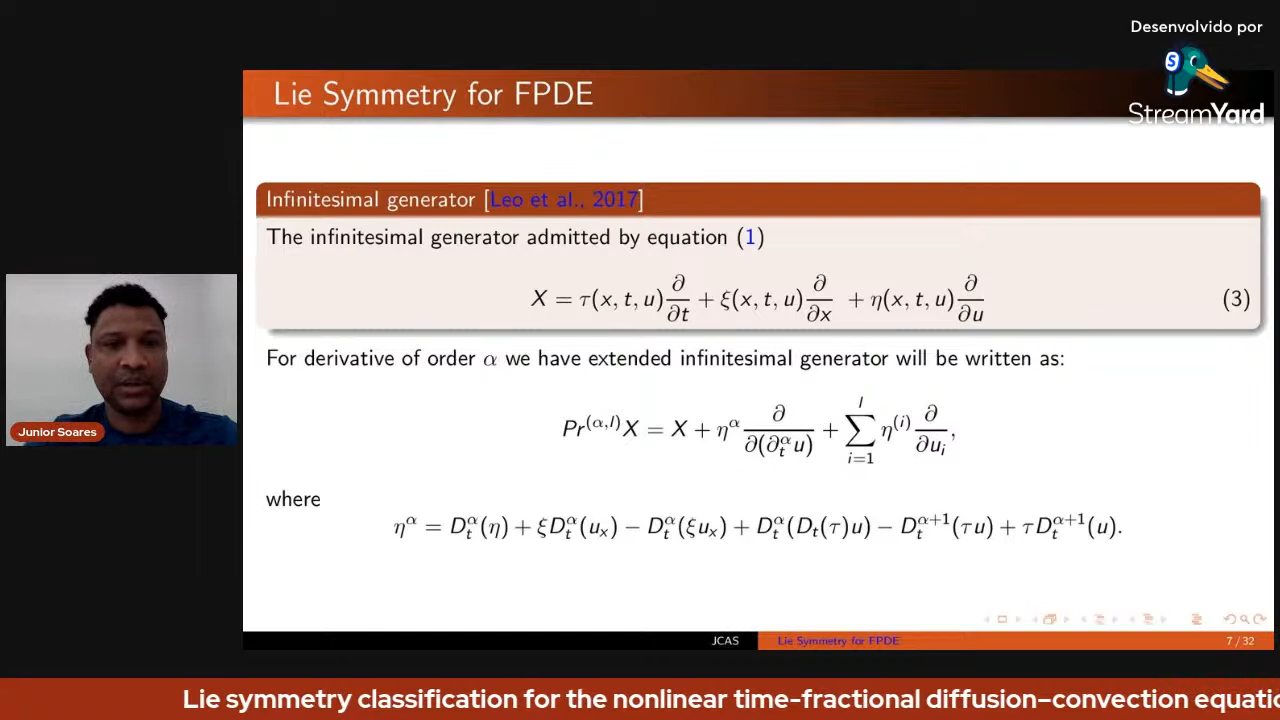 Desenvolvido por
StreamYard
Lie Symmetry for FPDE
Infinitesimal generator [Leo et al., 2017]
The infinitesimal generator admitted by equation (1)
X = τ(x, t, u) ∂/∂t + ξ(x, t, u) ∂/∂x + η(x, t, u) ∂/∂u (3)
For derivative of order α we have extended infinitesimal generator will be written as:
Pr^(α,l) X = X + η^α ∂/∂(∂_t^α u) + ∑_{i=1}^{l} η^(i) ∂/∂u_i,
where
η^α = D_t^α(η) + ξD_t^α(u_x) − D_t^α(ξu_x) + D_t^α(D_t(τ)u) − D_t^{α+1}(τu) + τD_t^{α+1}(u).
Junior Soares
JCAS Lie Symmetry for FPDE 7 / 32
Lie symmetry classification for the nonlinear time-fractional diffusion–convection equati